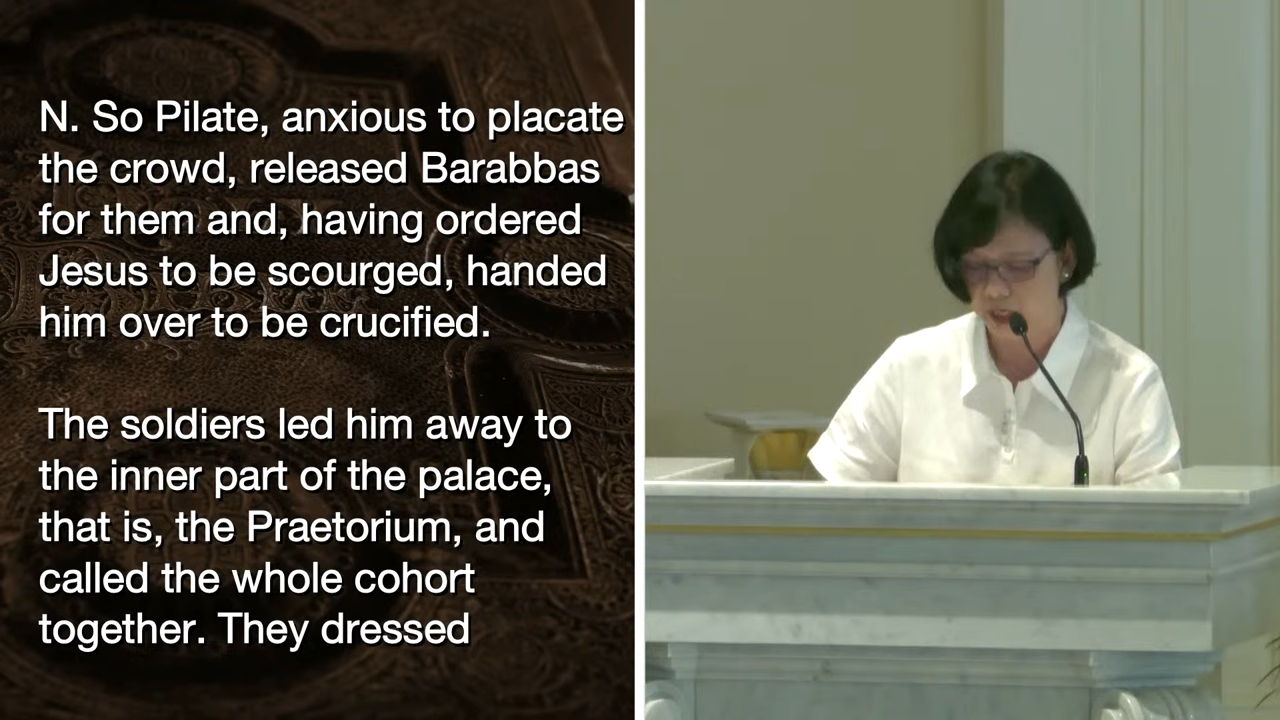 N. So Pilate, anxious to placate
the crowd, released Barabbas
for them and, having ordered
Jesus to be scourged, handed
him over to be crucified.
The soldiers led him away to
the inner part of the palace,
that is, the Praetorium, and
called the whole cohort
together. They dressed